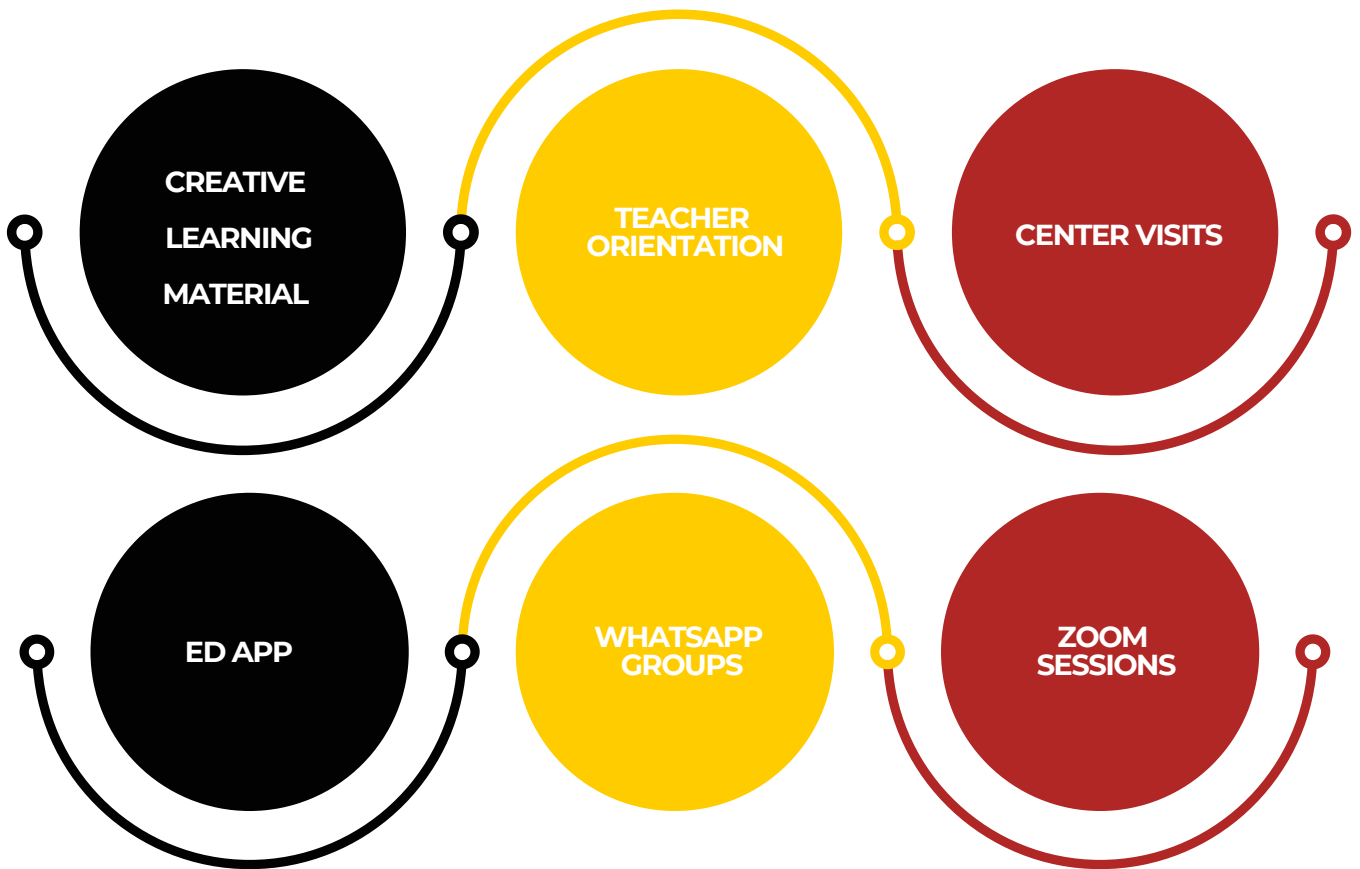 CREATIVE
LEARNING
MATERIAL
TEACHER
ORIENTATION
CENTER VISITS
ED APP
WHATSAPP
GROUPS
ZOOM
SESSIONS